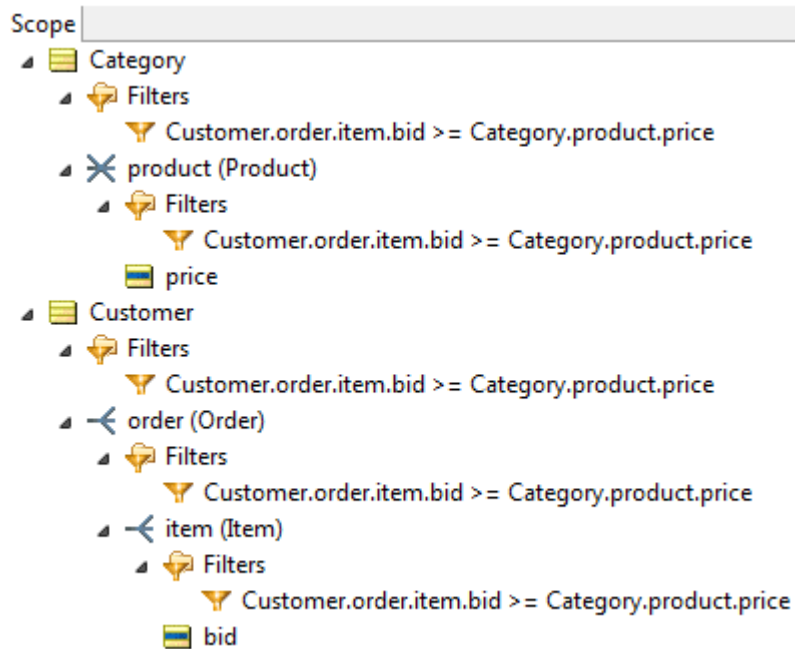 Scope
Category
Filters
Customer.order.item.bid >= Category.product.price
product (Product)
Filters
Customer.order.item.bid >= Category.product.price
price
Customer
Filters
Customer.order.item.bid >= Category.product.price
order (Order)
Filters
Customer.order.item.bid >= Category.product.price
item (Item)
Filters
Customer.order.item.bid >= Category.product.price
bid